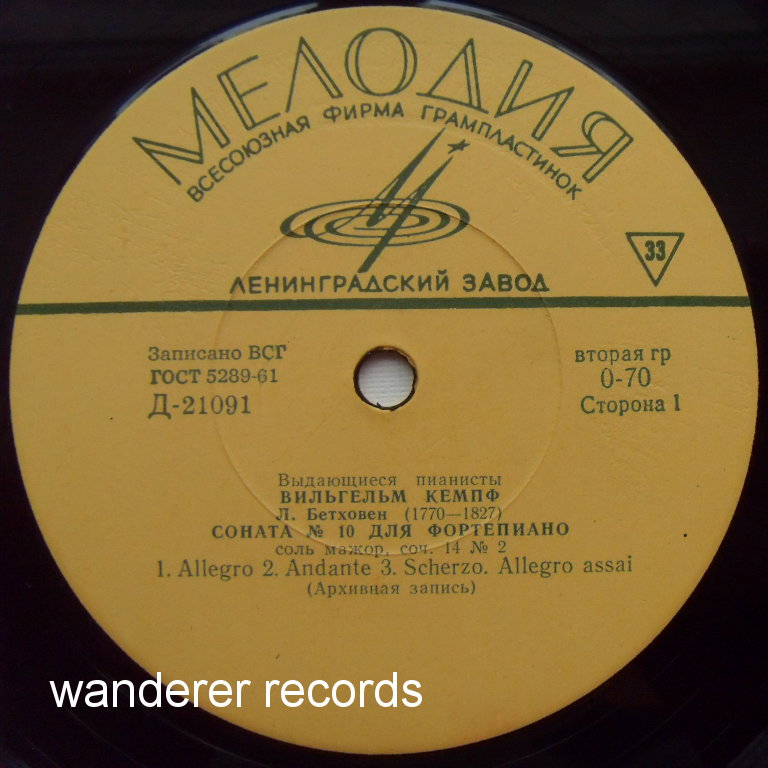 МЕЛОДИЯ
ВСЕСОЮЗНАЯ ФИРМА ГРАМПЛАСТИНОК
33
ЛЕНИНГРАДСКИЙ ЗАВОД
Записано ВСГ
ГОСТ 5289-61
Д-21091
вторая гр
0-70
Сторона 1
Выдающиеся пианисты
ВИЛЬГЕЛЬМ КЕМПФ
Л. Бетховен (1770—1827)
СОНАТА № 10 ДЛЯ ФОРТЕПИАНО
соль мажор, соч. 14 № 2
1. Allegro 2. Andante 3. Scherzo. Allegro assai
(Архивная запись)
wanderer records